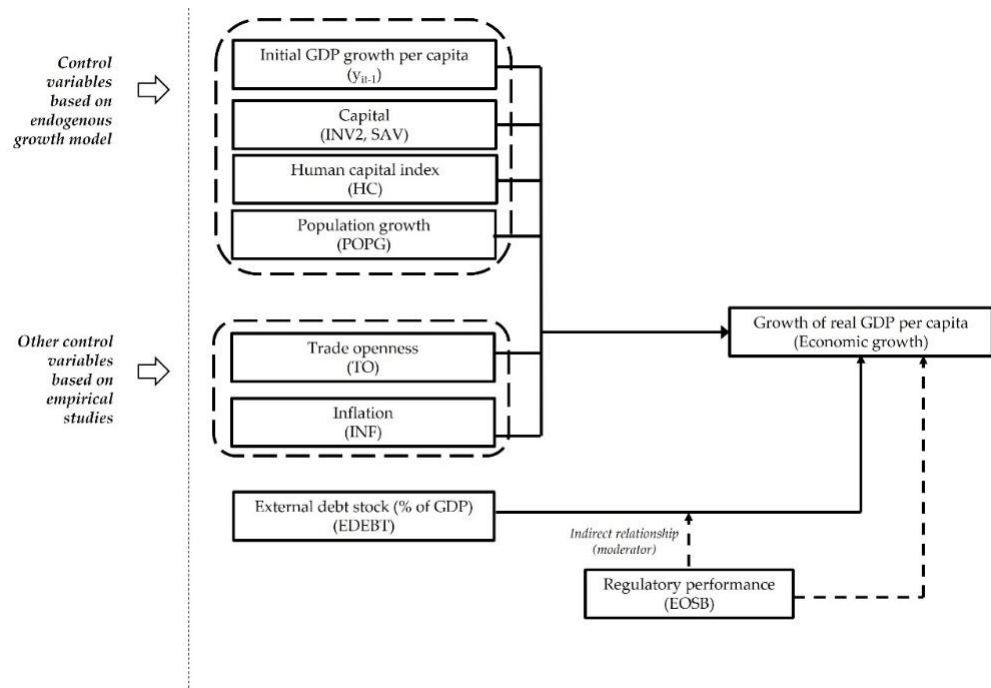 Control
variables
based on
endogenous
growth model
Initial GDP growth per capita
(yit-1)
Capital
(INV2, SAV)
Human capital index
(HC)
Population growth
(POPG)
Other control
variables
based on
empirical
studies
Trade openness
(TO)
Inflation
(INF)
Growth of real GDP per capita
(Economic growth)
External debt stock (% of GDP)
(EDEBT)
Indirect relationship
(moderator)
Regulatory performance
(EOSB)